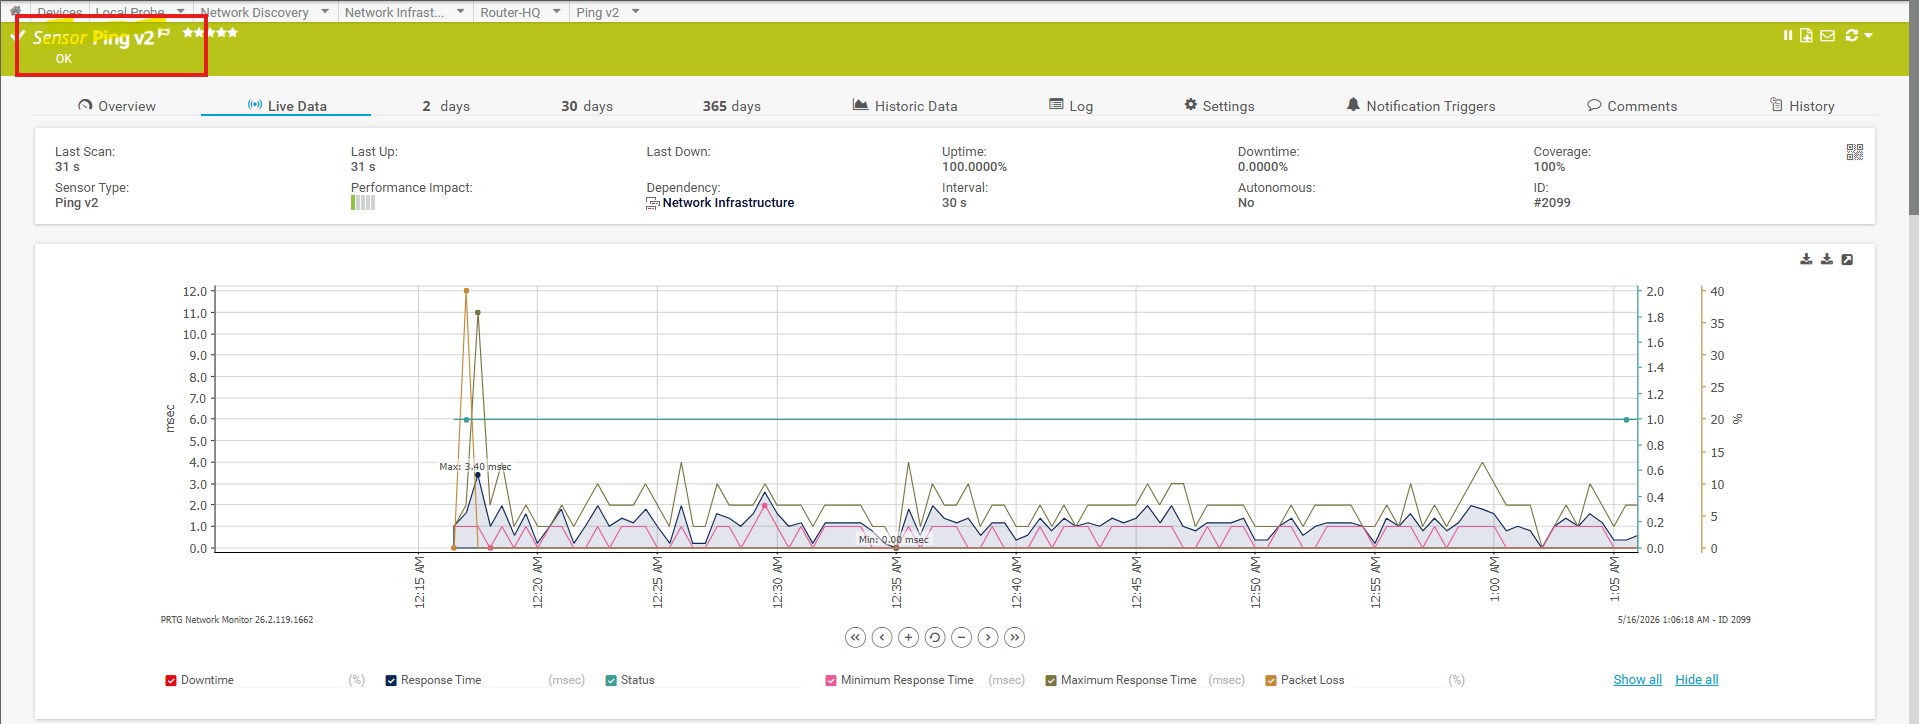 Devices Local Probe Network Discovery Network Infrast... Router-HQ Ping v2
Sensor Ping v2
OK
Overview Live Data 2 days 30 days 365 days Historic Data Log Settings Notification Triggers Comments History
Last Scan: Last Up: Last Down: Uptime: Downtime: Coverage:
31 s 31 s 100.0000% 0.0000% 100%
Sensor Type: Performance Impact: Dependency: Interval: Autonomous: ID:
Ping v2 Network Infrastructure 30 s No #2099
12.0 2.0 40
11.0 1.8 35
10.0 1.6 30
9.0 1.4 25
8.0 1.2 20
7.0 1.0 15
6.0 0.8 10
5.0 0.6 5
4.0 0.4 0
3.0 0.2
2.0 0.0
1.0
0.0
msec
%
Max: 3.40 msec
Min: 0.00 msec
12:15 AM 12:20 AM 12:25 AM 12:30 AM 12:35 AM 12:40 AM 12:45 AM 12:50 AM 12:55 AM 1:00 AM 1:05 AM
PRTG Network Monitor 26.2.119.1662 5/16/2026 1:06:18 AM - ID 2099
Downtime (%) Response Time (msec) Status Minimum Response Time (msec) Maximum Response Time (msec) Packet Loss (%) Show all Hide all